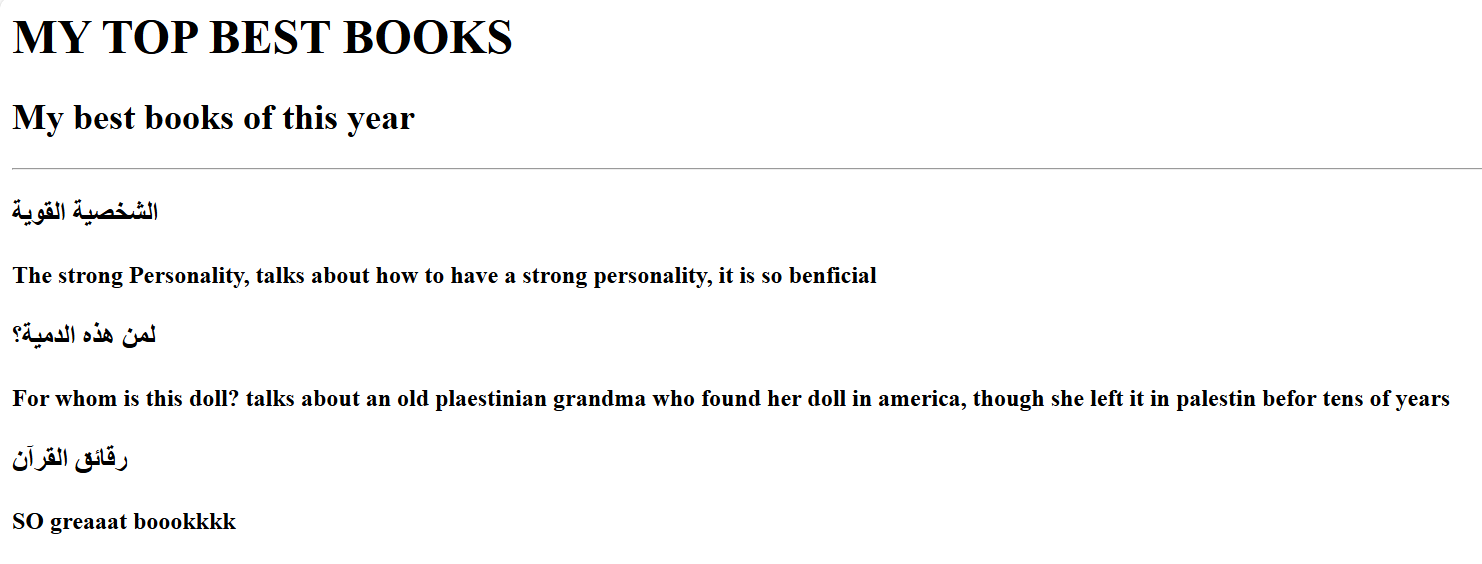 MY TOP BEST BOOKS
My best books of this year
الشخصية القوية
The strong Personality, talks about how to have a strong personality, it is so benficial
لمن هذه الدمية؟
For whom is this doll? talks about an old plaestinian grandma who found her doll in america, though she left it in palestin befor tens of years
رقائق القرآن
SO greaaat boookkkk